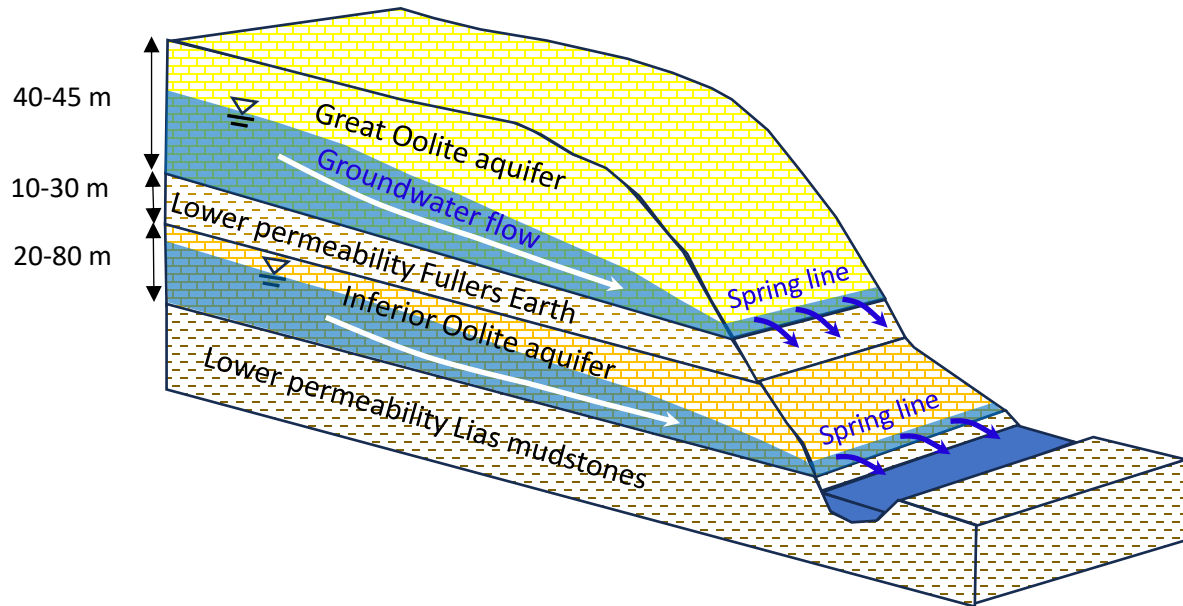 40-45 m
Great Oolite aquifer
Groundwater flow
10-30 m
Lower permeability Fullers Earth
20-80 m
Spring line
Inferior Oolite aquifer
Spring line
Lower permeability Lias mudstones